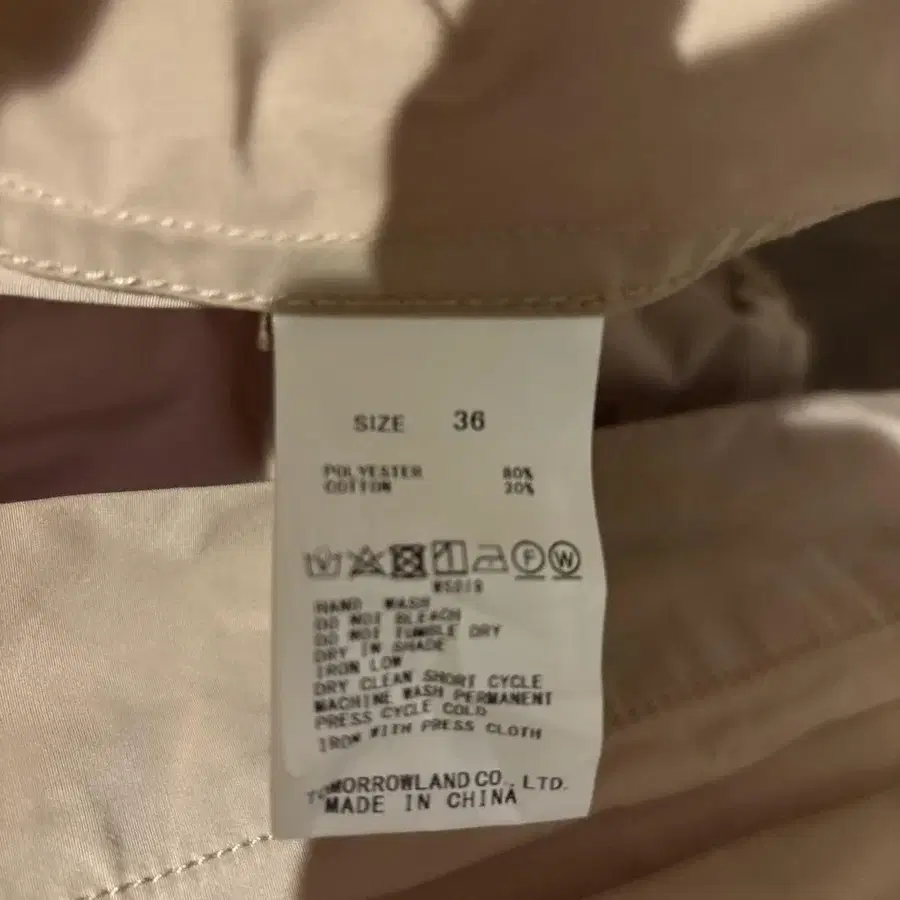 SIZE 36
POLYESTER 80%
COTTON 20%
F W
HAND WASH
DO NOT BLEACH
DO NOT TUMBLE DRY
DRY IN SHADE
IRON LOW
DRY CLEAN SHORT CYCLE
MACHINE WASH PERMANENT
PRESS CYCLE COLD
IRON WITH PRESS CLOTH
TOMORROWLAND CO., LTD.
MADE IN CHINA